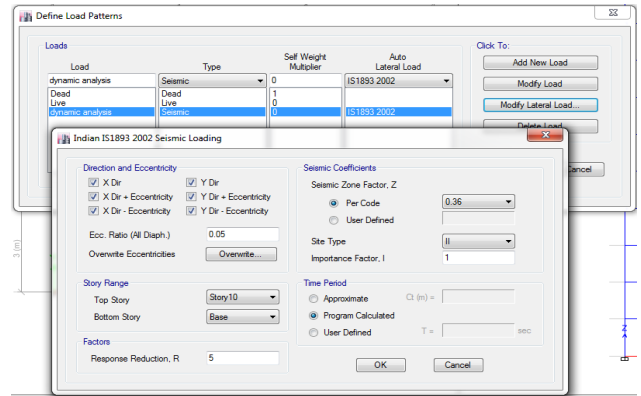 Define Load Patterns
Loads
Click To:
Load Type Self Weight Multiplier Auto Lateral Load
dynamic analysis Seismic 0 IS1893 2002
Dead Dead 1
Live Live 0
dynamic analysis Seismic 0 IS1893 2002
Add New Load
Modify Load
Modify Lateral Load...
Delete Load
Cancel
Indian IS1893 2002 Seismic Loading
Direction and Eccentricity
X Dir Y Dir
X Dir + Eccentricity Y Dir + Eccentricity
X Dir - Eccentricity Y Dir - Eccentricity
Ecc. Ratio (All Diaph.) 0.05
Overwrite Eccentricities Overwrite...
Story Range
Top Story Story10
Bottom Story Base
Factors
Response Reduction, R 5
Seismic Coefficients
Seismic Zone Factor, Z
Per Code 0.36
User Defined
Site Type II
Importance Factor, I 1
Time Period
Approximate Ct (m) =
Program Calculated
User Defined T = sec
OK Cancel
3 (m)
Z